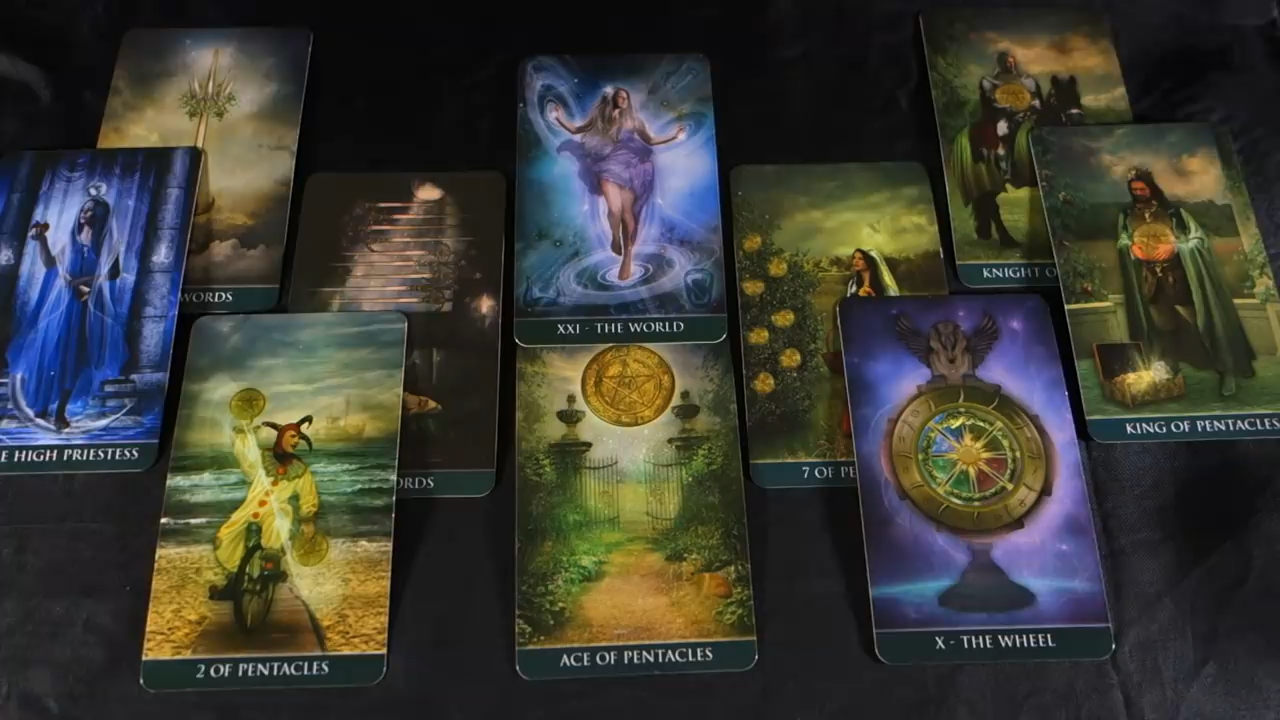 WORDS
E HIGH PRIESTESS
2 OF PENTACLES
ORDS
XXI - THE WORLD
ACE OF PENTACLES
7 OF PE
X - THE WHEEL
KNIGHT O
KING OF PENTACLES